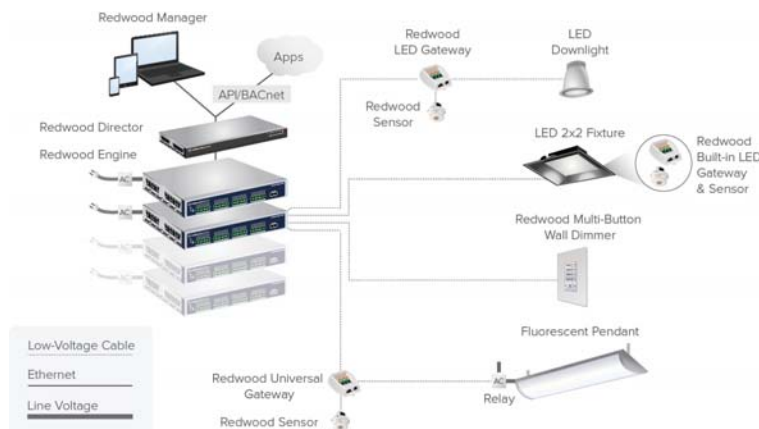 Redwood Manager
Apps
API/BACnet
Redwood Director
Redwood Engine
AC
AC
Redwood
LED Gateway
Redwood
Sensor
LED
Downlight
LED 2x2 Fixture
Redwood
Built-in LED
Gateway
& Sensor
Redwood Multi-Button
Wall Dimmer
Fluorescent Pendant
AC
Relay
Redwood Universal
Gateway
Redwood Sensor
Low-Voltage Cable
Ethernet
Line Voltage